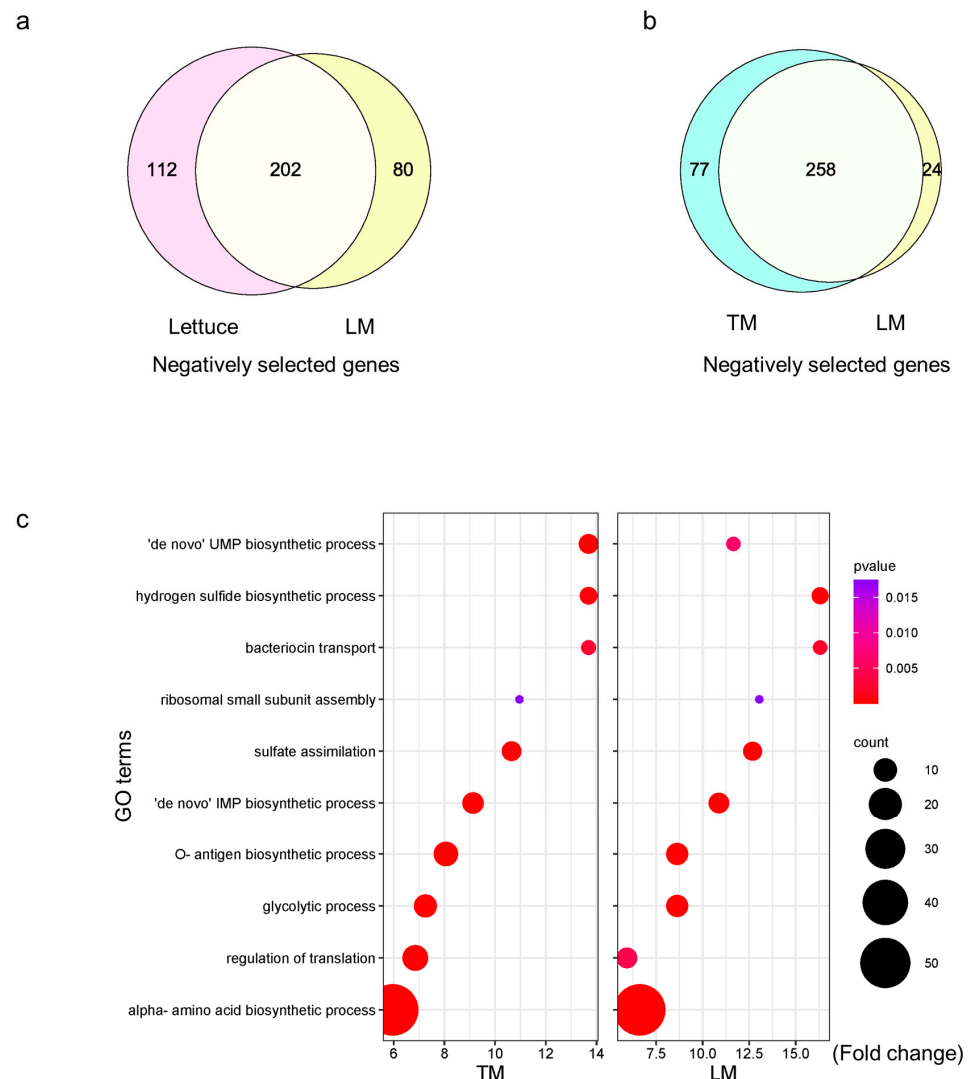 a
b
112
202
80
77
258
24
Lettuce
LM
TM
LM
Negatively selected genes
Negatively selected genes
c
GO terms
'de novo' UMP biosynthetic process
hydrogen sulfide biosynthetic process
bacteriocin transport
ribosomal small subunit assembly
sulfate assimilation
'de novo' IMP biosynthetic process
O- antigen biosynthetic process
glycolytic process
regulation of translation
alpha- amino acid biosynthetic process
6 8 10 12 14
TM
7.5 10.0 12.5 15.0
LM
(Fold change)
pvalue
0.015
0.010
0.005
count
10
20
30
40
50